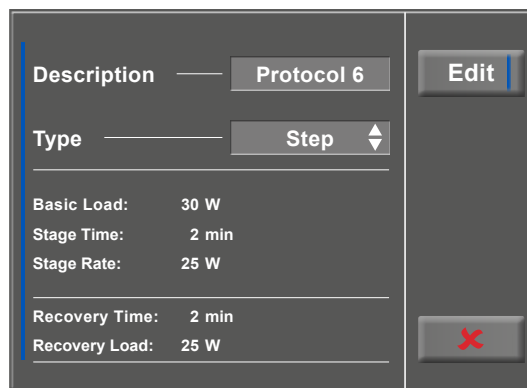 Description Protocol 6
Edit
Type Step
Basic Load: 30 W
Stage Time: 2 min
Stage Rate: 25 W
Recovery Time: 2 min
Recovery Load: 25 W